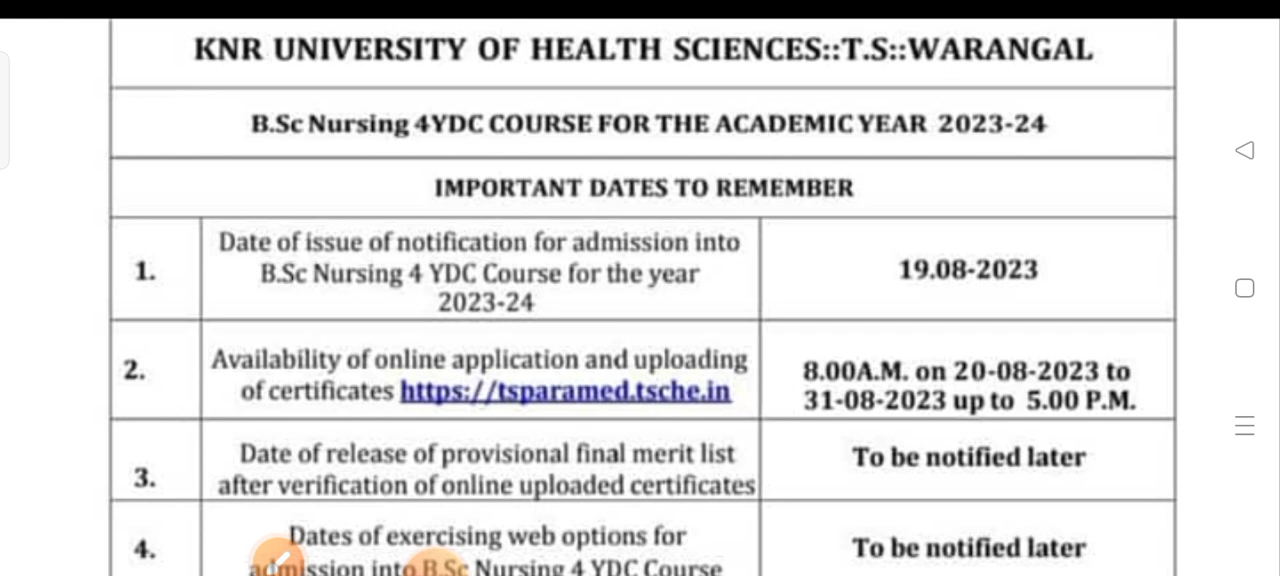 KNR UNIVERSITY OF HEALTH SCIENCES::T.S::WARANGAL
B.Sc Nursing 4YDC COURSE FOR THE ACADEMIC YEAR 2023-24
IMPORTANT DATES TO REMEMBER
1.
Date of issue of notification for admission into
B.Sc Nursing 4 YDC Course for the year
2023-24
19.08-2023
2.
Availability of online application and uploading
of certificates https://tsparamed.tsche.in
8.00A.M. on 20-08-2023 to
31-08-2023 up to 5.00 P.M.
3.
Date of release of provisional final merit list
after verification of online uploaded certificates
To be notified later
4.
Dates of exercising web options for
admission into B.Sc Nursing 4 YDC Course
To be notified later